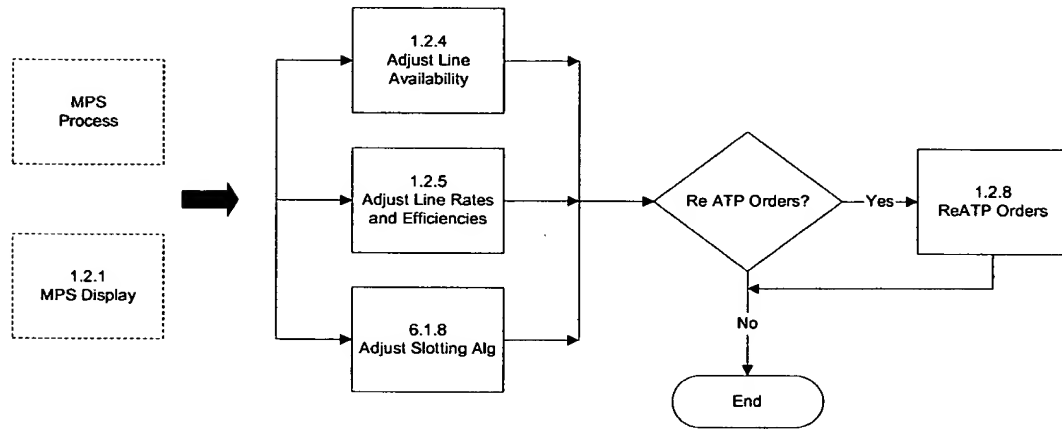 MPS
Process
1.2.1
MPS Display
1.2.4
Adjust Line
Availability
1.2.5
Adjust Line Rates
and Efficiencies
6.1.8
Adjust Slotting Alg
Re ATP Orders?
Yes
1.2.8
ReATP Orders
No
End